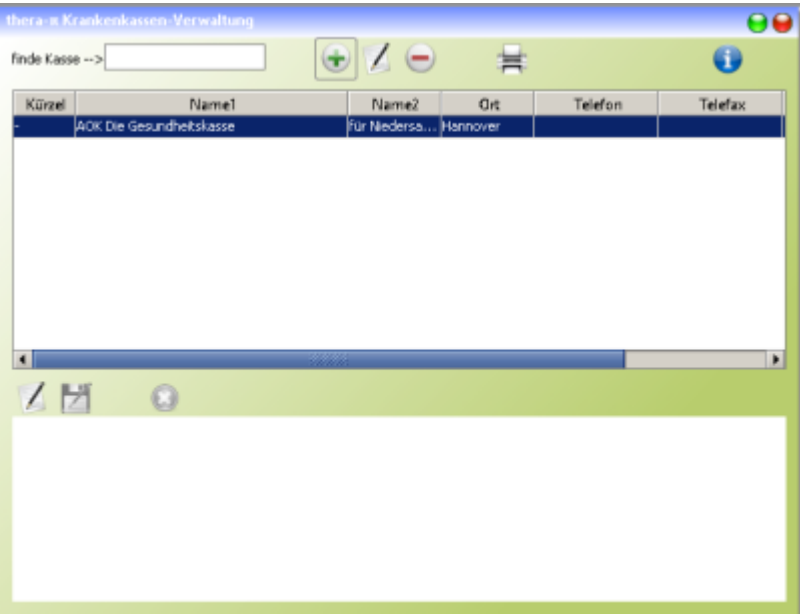 thera-π Krankenkassen-Verwaltung
finde Kasse -->
Kürzel Name1 Name2 Ort Telefon Telefax
- AOK Die Gesundheitskasse für Niedersa... Hannover